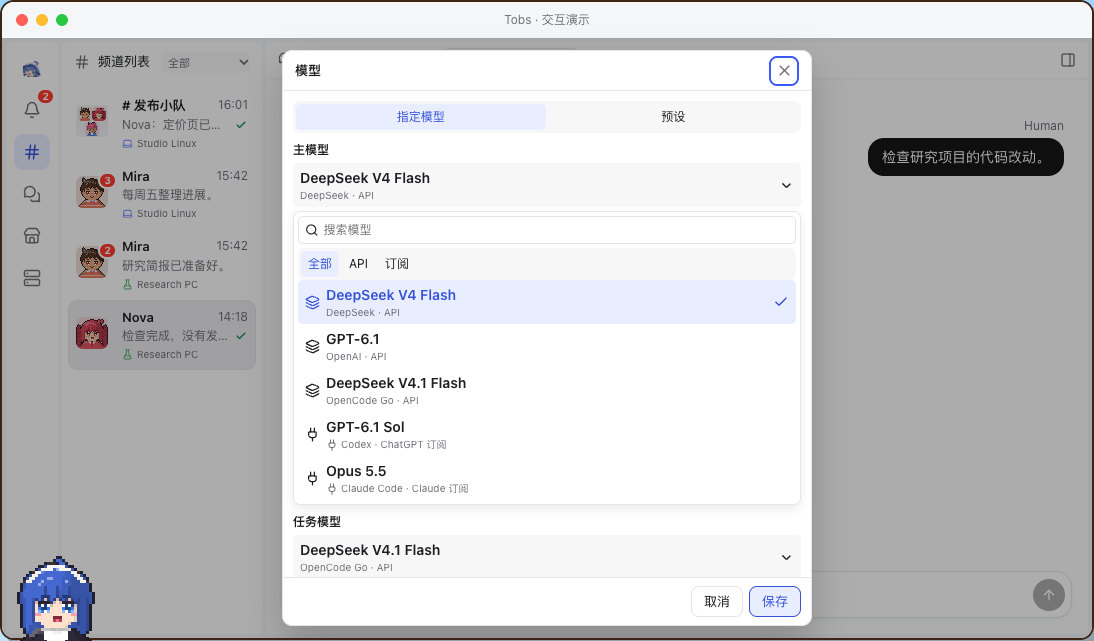 Tobs · 交互演示
2
# 频道列表 全部
# 发布小队 16:01
Nova：定价页已...
Studio Linux
3
Mira 15:42
每周五整理进展。
Studio Linux
2
Mira 15:42
研究简报已准备好。
Research PC
Nova 14:18
检查完成，没有发...
Research PC
模型
指定模型 预设
主模型
DeepSeek V4 Flash
DeepSeek · API
搜索模型
全部 API 订阅
DeepSeek V4 Flash
DeepSeek · API
GPT-6.1
OpenAI · API
DeepSeek V4.1 Flash
OpenCode Go · API
GPT-6.1 Sol
Codex · ChatGPT 订阅
Opus 5.5
Claude Code · Claude 订阅
任务模型
DeepSeek V4.1 Flash
OpenCode Go · API
取消 保存
Human
检查研究项目的代码改动。